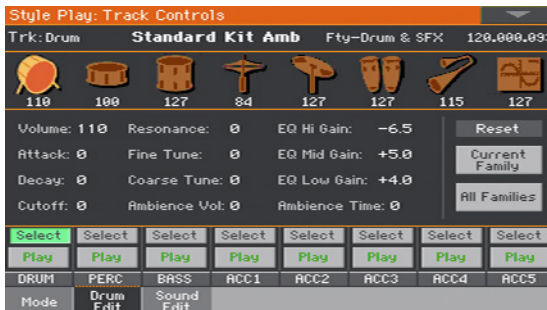 Style Play: Track Controls
Trk: Drum Standard Kit Amb Fty-Drum & SFX 120.000.093
110 100 127 84 127 127 115 127
Volume: 110 Resonance: 0 EQ Hi Gain: -6.5 Reset
Attack: 0 Fine Tune: 0 EQ Mid Gain: +5.0 Current Family
Decay: 0 Coarse Tune: 0 EQ Low Gain: +4.0
Cutoff: 0 Ambience Vol: 0 Ambience Time: 0 All Families
Select Select Select Select Select Select Select Select
Play Play Play Play Play Play Play Play
DRUM PERC BASS ACC1 ACC2 ACC3 ACC4 ACC5
Mode Drum Edit Sound Edit